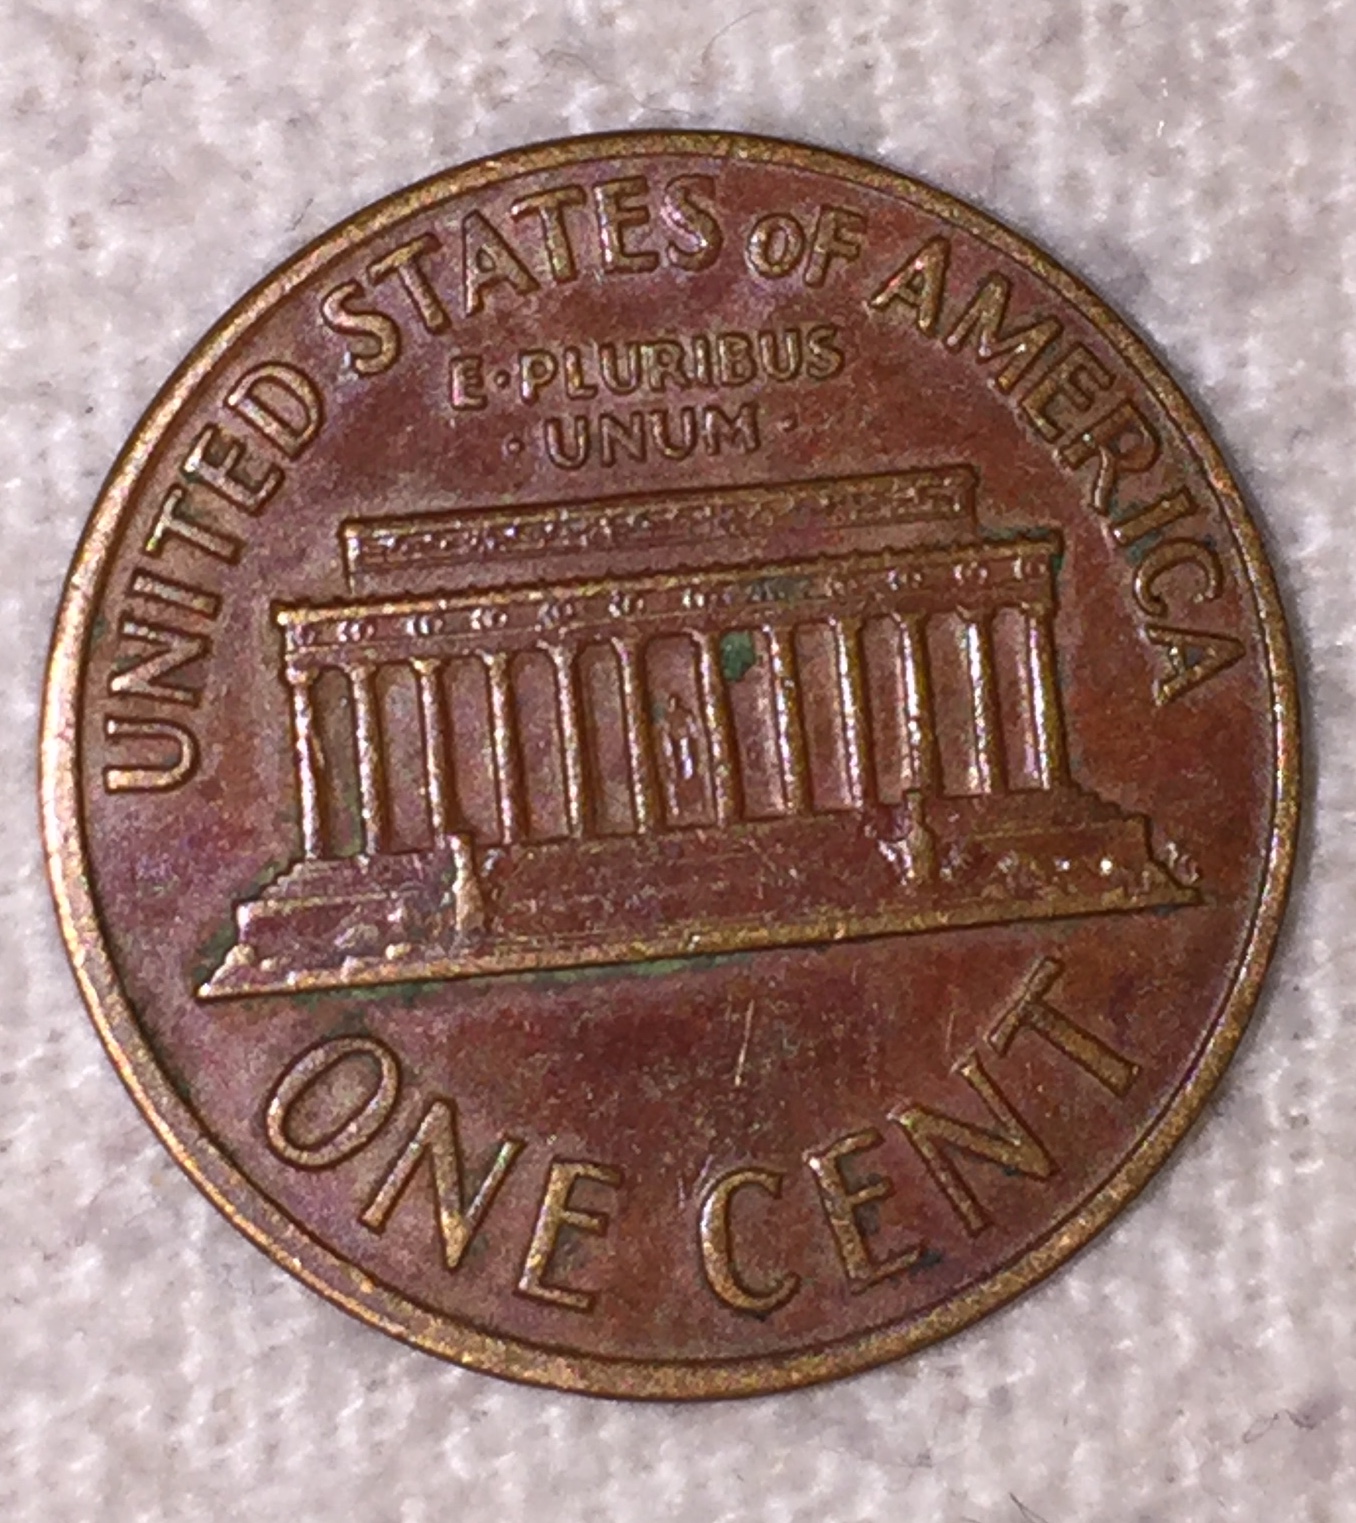 UNITED STATES OF AMERICA
E·PLURIBUS
·UNUM·
ONE CENT